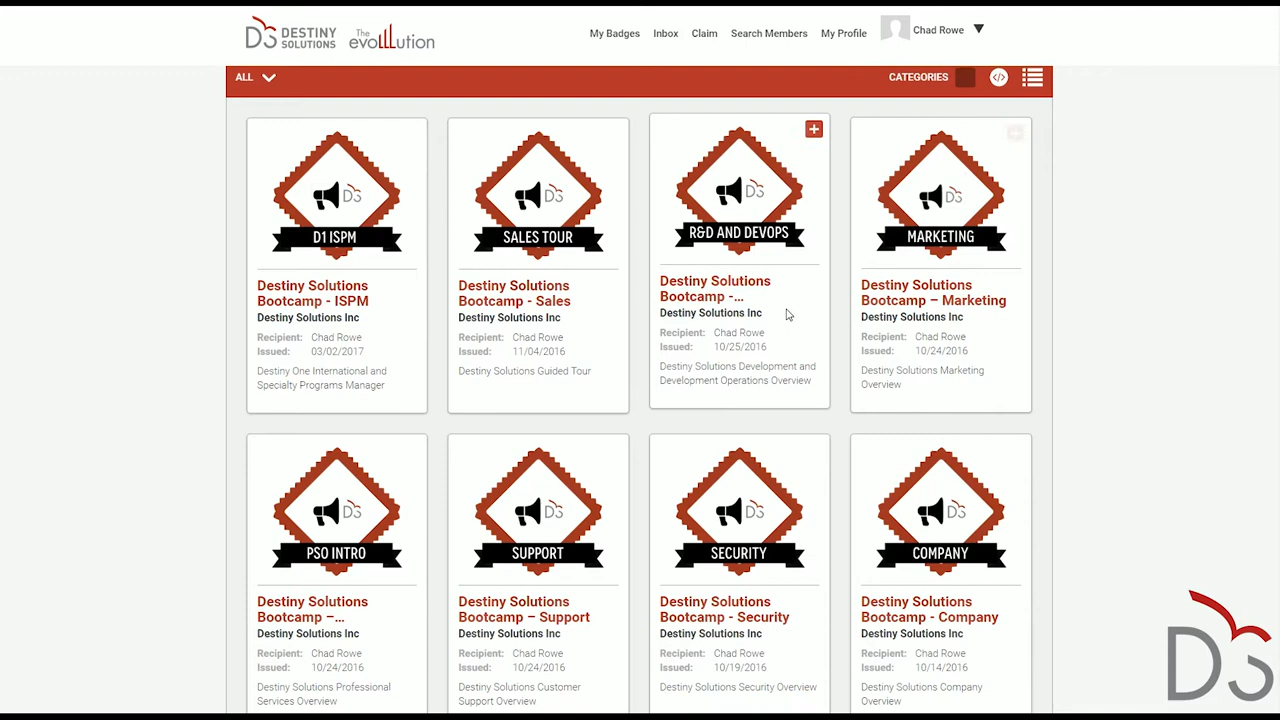 DESTINY
SOLUTIONS
The
evolllution
My Badges
Inbox
Claim
Search Members
My Profile
Chad Rowe
ALL
CATEGORIES
D1 ISPM
Destiny Solutions
Bootcamp - ISPM
Destiny Solutions Inc
Recipient: Chad Rowe
Issued: 03/02/2017
Destiny One International and
Specialty Programs Manager
SALES TOUR
Destiny Solutions
Bootcamp - Sales
Destiny Solutions Inc
Recipient: Chad Rowe
Issued: 11/04/2016
Destiny Solutions Guided Tour
R&D AND DEVOPS
Destiny Solutions
Bootcamp -...
Destiny Solutions Inc
Recipient: Chad Rowe
Issued: 10/25/2016
Destiny Solutions Development and
Development Operations Overview
MARKETING
Destiny Solutions
Bootcamp – Marketing
Destiny Solutions Inc
Recipient: Chad Rowe
Issued: 10/24/2016
Destiny Solutions Marketing
Overview
PSO INTRO
Destiny Solutions
Bootcamp –...
Destiny Solutions Inc
Recipient: Chad Rowe
Issued: 10/24/2016
Destiny Solutions Professional
Services Overview
SUPPORT
Destiny Solutions
Bootcamp – Support
Destiny Solutions Inc
Recipient: Chad Rowe
Issued: 10/24/2016
Destiny Solutions Customer
Support Overview
SECURITY
Destiny Solutions
Bootcamp - Security
Destiny Solutions Inc
Recipient: Chad Rowe
Issued: 10/19/2016
Destiny Solutions Security Overview
COMPANY
Destiny Solutions
Bootcamp - Company
Destiny Solutions Inc
Recipient: Chad Rowe
Issued: 10/14/2016
Destiny Solutions Company
Overview